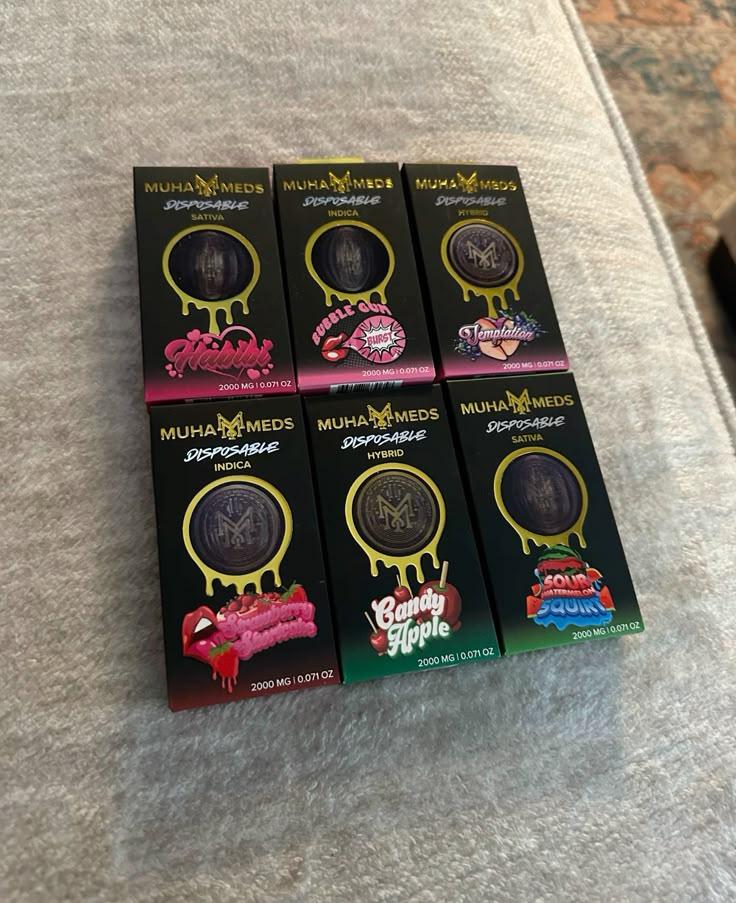 MUHA MEDS
DISPOSABLE
SATIVA
Habibi
2000 MG | 0.071 OZ
MUHA MEDS
DISPOSABLE
INDICA
BUBBLE GUM
BURST
2000 MG | 0.071 OZ
MUHA MEDS
DISPOSABLE
HYBRID
Temptation
2000 MG | 0.071 OZ
MUHA MEDS
DISPOSABLE
INDICA
2000 MG | 0.071 OZ
MUHA MEDS
DISPOSABLE
HYBRID
Candy
Apple
2000 MG | 0.071 OZ
MUHA MEDS
DISPOSABLE
SATIVA
SOUR
WATERMELON
SQUIRT
2000 MG | 0.071 OZ